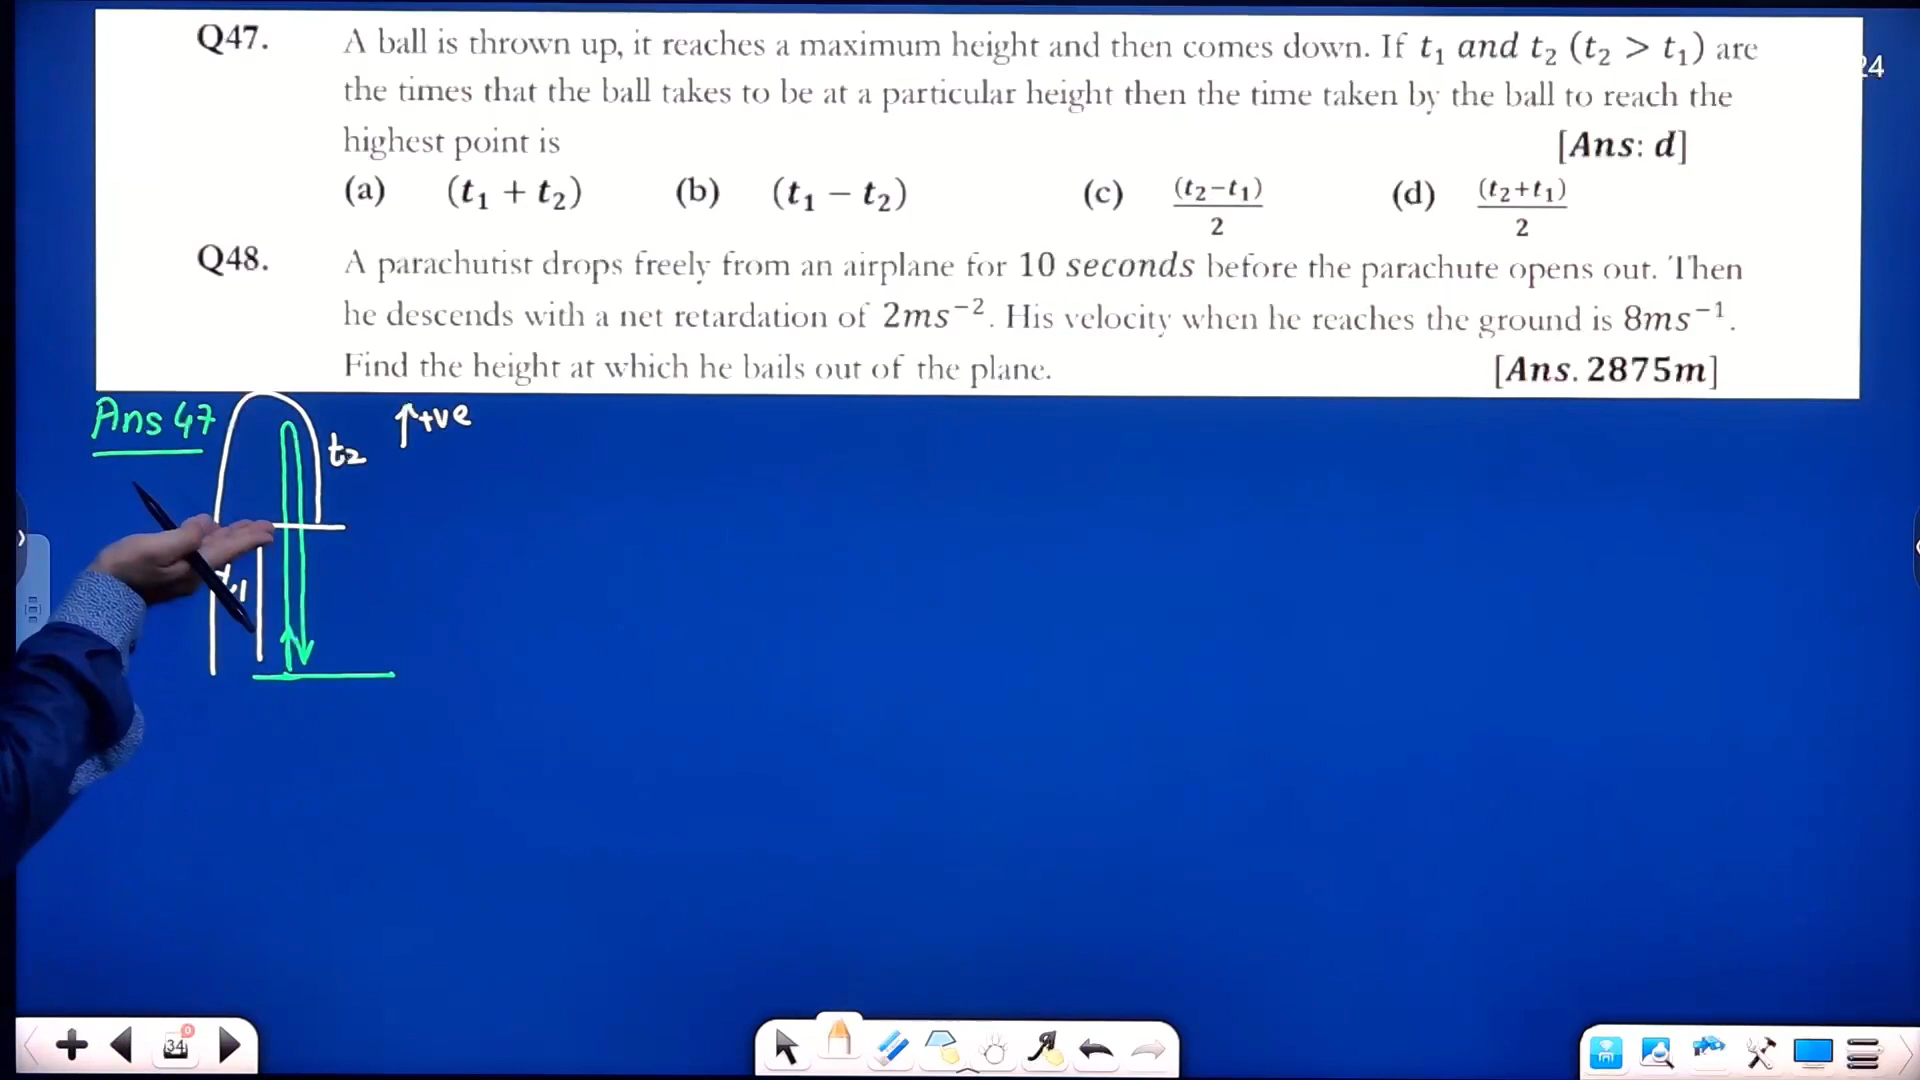 Q47. A ball is thrown up, it reaches a maximum height and then comes down. If t₁ and t₂ (t₂ > t₁) are
24
the times that the ball takes to be at a particular height then the time taken by the ball to reach the
highest point is [Ans: d]
(a) (t₁ + t₂) (b) (t₁ − t₂) (c) (t₂−t₁)/2 (d) (t₂+t₁)/2
Q48. A parachutist drops freely from an airplane for 10 seconds before the parachute opens out. Then
he descends with a net retardation of 2ms⁻². His velocity when he reaches the ground is 8ms⁻¹.
Find the height at which he bails out of the plane. [Ans. 2875m]
Ans 47
↑+ve
t₂
t₁
34
0